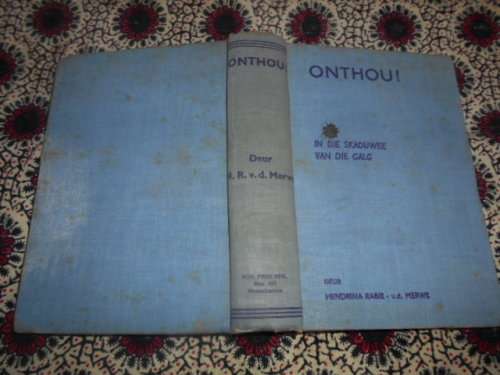 ONTHOU!
Deur
R. v. d. Merwe
ONTHOU!
IN DIE SKADUWEE
VAN DIE GALG
DEUR
HENDRINA RABIE - v.d. MERWE